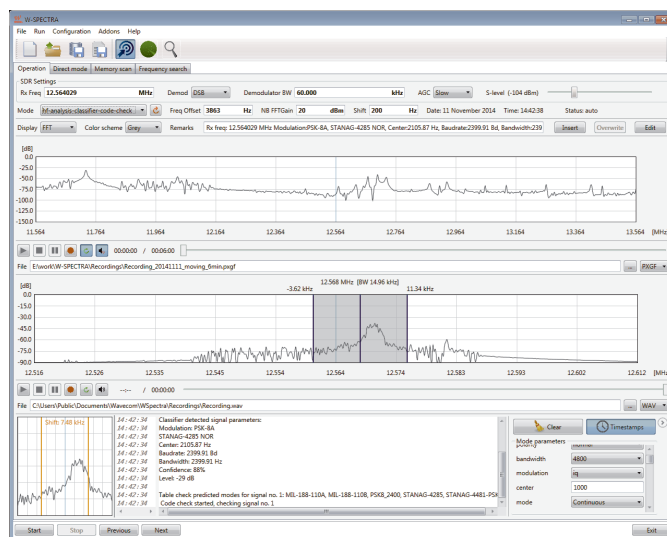 W-SPECTRA
File Run Configuration Addons Help
Operation Direct mode Memory scan Frequency search
SDR Settings
Rx Freq 12.564029 MHz Demod DSB Demodulator BW 60.000 kHz AGC Slow S-level (-104 dBm)
Mode hf-analysis-classifier-code-check Freq Offset 3863 Hz NB FFTGain 20 dBm Shift 200 Hz Date: 11 November 2014 Time: 14:42:38 Status: auto
Display FFT Color scheme Grey Remarks Rx freq: 12.564029 MHz Modulation:PSK-8A, STANAG-4285 NOR, Center:2105.87 Hz, Baudrate:2399.91 Bd, Bandwidth:239 Insert Overwrite Edit
[dB]
0.0
-25.0
-50.0
-75.0
-100.0
-125.0
-150.0
11.564 11.764 11.964 12.164 12.364 12.564 12.764 12.964 13.164 13.364 13.564 [MHz
00:00:00 / 00:06:00
File E:\work\W-SPECTRA\Recordings\Recording_20141111_moving_6min.pxgf ... PXGF
12.568 MHz [BW 14.96 kHz]
[dB] -3.62 kHz 11.34 kHz
0.0
-15.0
-30.0
-45.0
-60.0
-75.0
-90.0
12.516 12.526 12.535 12.545 12.555 12.564 12.574 12.583 12.593 12.602 12.612 [MHz
--:-- / 00:00:00
File C:\Users\Public\Documents\Wavecom\WSpectra\Recordings\Recording.wav ... WAV
Shift: 748 kHz
14:42:34 Classifier detected signal parameters:
14:42:34 Modulation: PSK-8A
14:42:34 STANAG-4285 NOR
14:42:34 Center: 2105.87 Hz
14:42:34 Baudrate: 2399.91 Bd
14:42:34 Bandwidth: 2399.91 Hz
14:42:34 Confidence: 88%
14:42:34 Level: -29 dB
14:42:34
14:42:34 Table check predicted modes for signal no. 1: MIL-188-110A, MIL-188-110B, PSK8_2400, STANAG-4285, STANAG-4481-PSK
14:42:34 Code check started, checking signal no. 1
Clear Timestamps
Mode parameters
polarity normal
bandwidth 4800
modulation iq
center 1000
mode Continuous
Start Stop Previous Next Exit